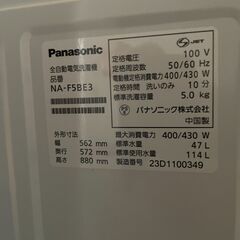 Panasonic
全自動電気洗濯機
品番
NA-F5BE3
外形寸法
幅 562 mm
奥行 572 mm
高さ 880 mm
JET
定格電圧 100 V
定格周波数 50/60 Hz
電動機定格消費電力 400/430 W
定格時間 洗いのみ 10 分
標準洗濯容量 5.0 kg
パナソニック株式会社
中国製
最大消費電力 400/430 W
標準水量 47 L
標準使用水量 114 L
製造番号 23D1100349